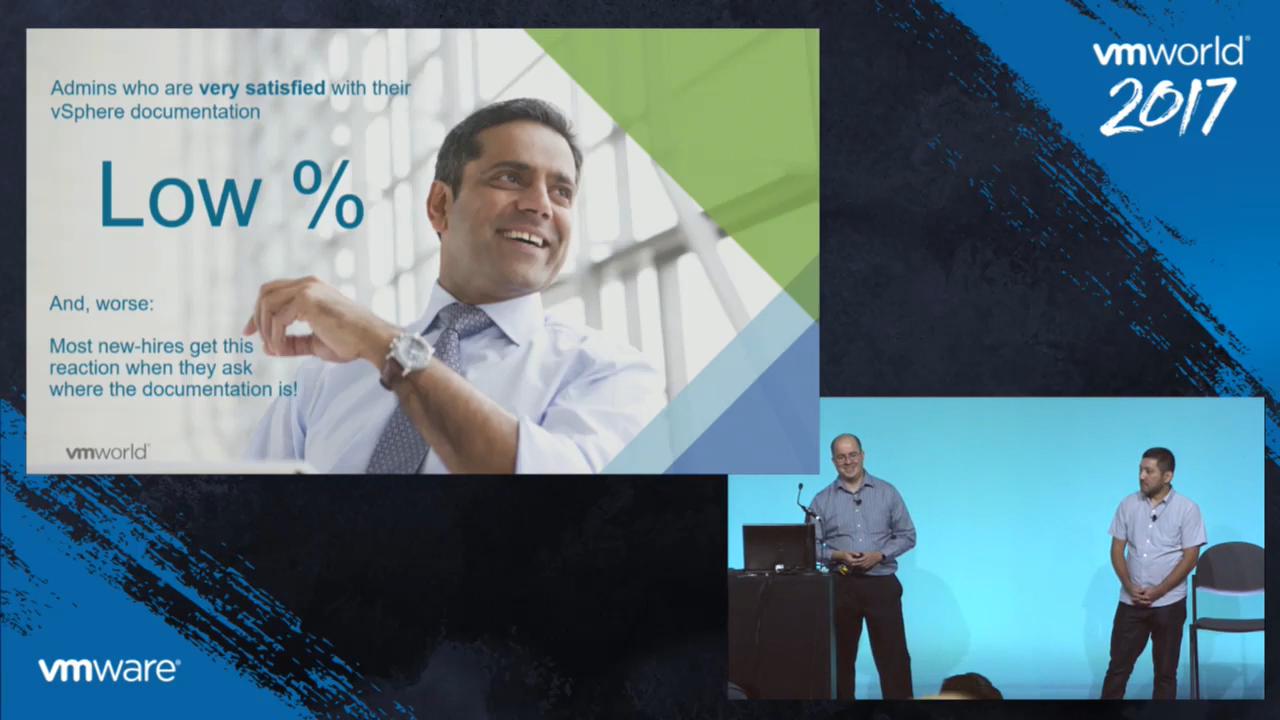 Admins who are very satisfied with their
vSphere documentation
Low %
And, worse:
Most new-hires get this
reaction when they ask
where the documentation is!
vmworld
vmworld®
2017
vmware®